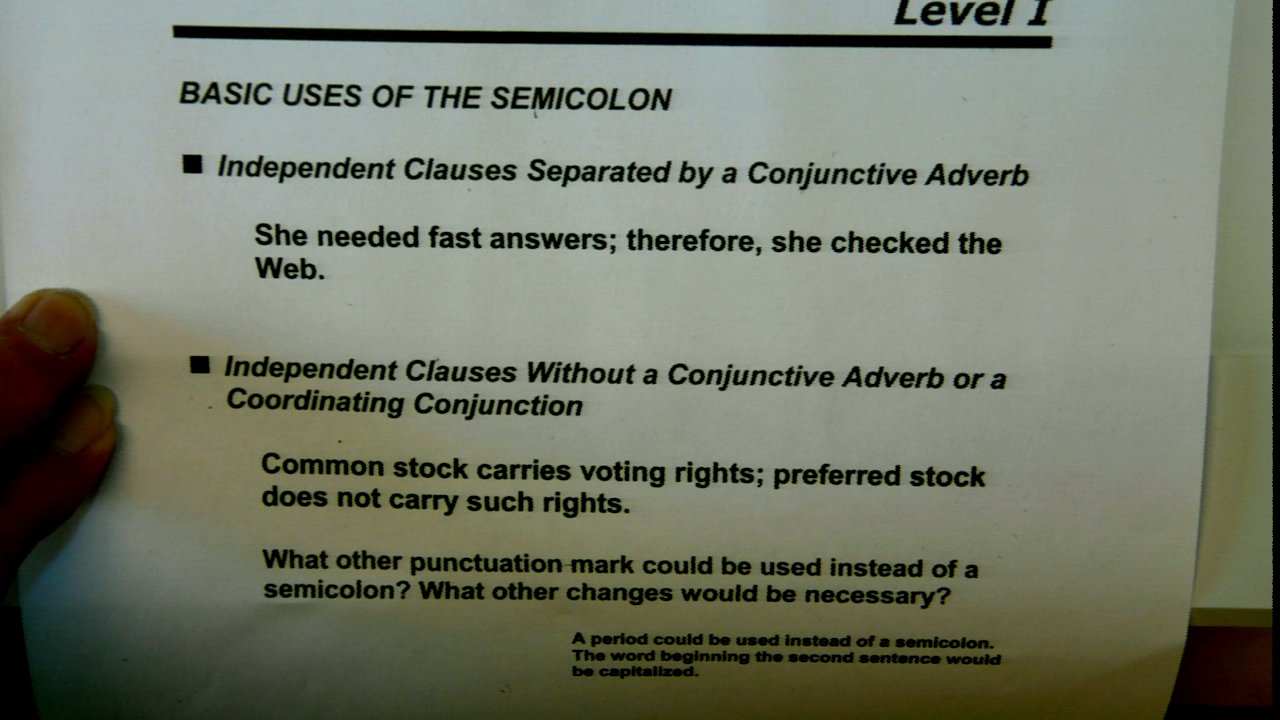 Level I
BASIC USES OF THE SEMICOLON
■ Independent Clauses Separated by a Conjunctive Adverb
She needed fast answers; therefore, she checked the
Web.
■ Independent Clauses Without a Conjunctive Adverb or a
Coordinating Conjunction
Common stock carries voting rights; preferred stock
does not carry such rights.
What other punctuation mark could be used instead of a
semicolon? What other changes would be necessary?
A period could be used instead of a semicolon.
The word beginning the second sentence would
be capitalized.